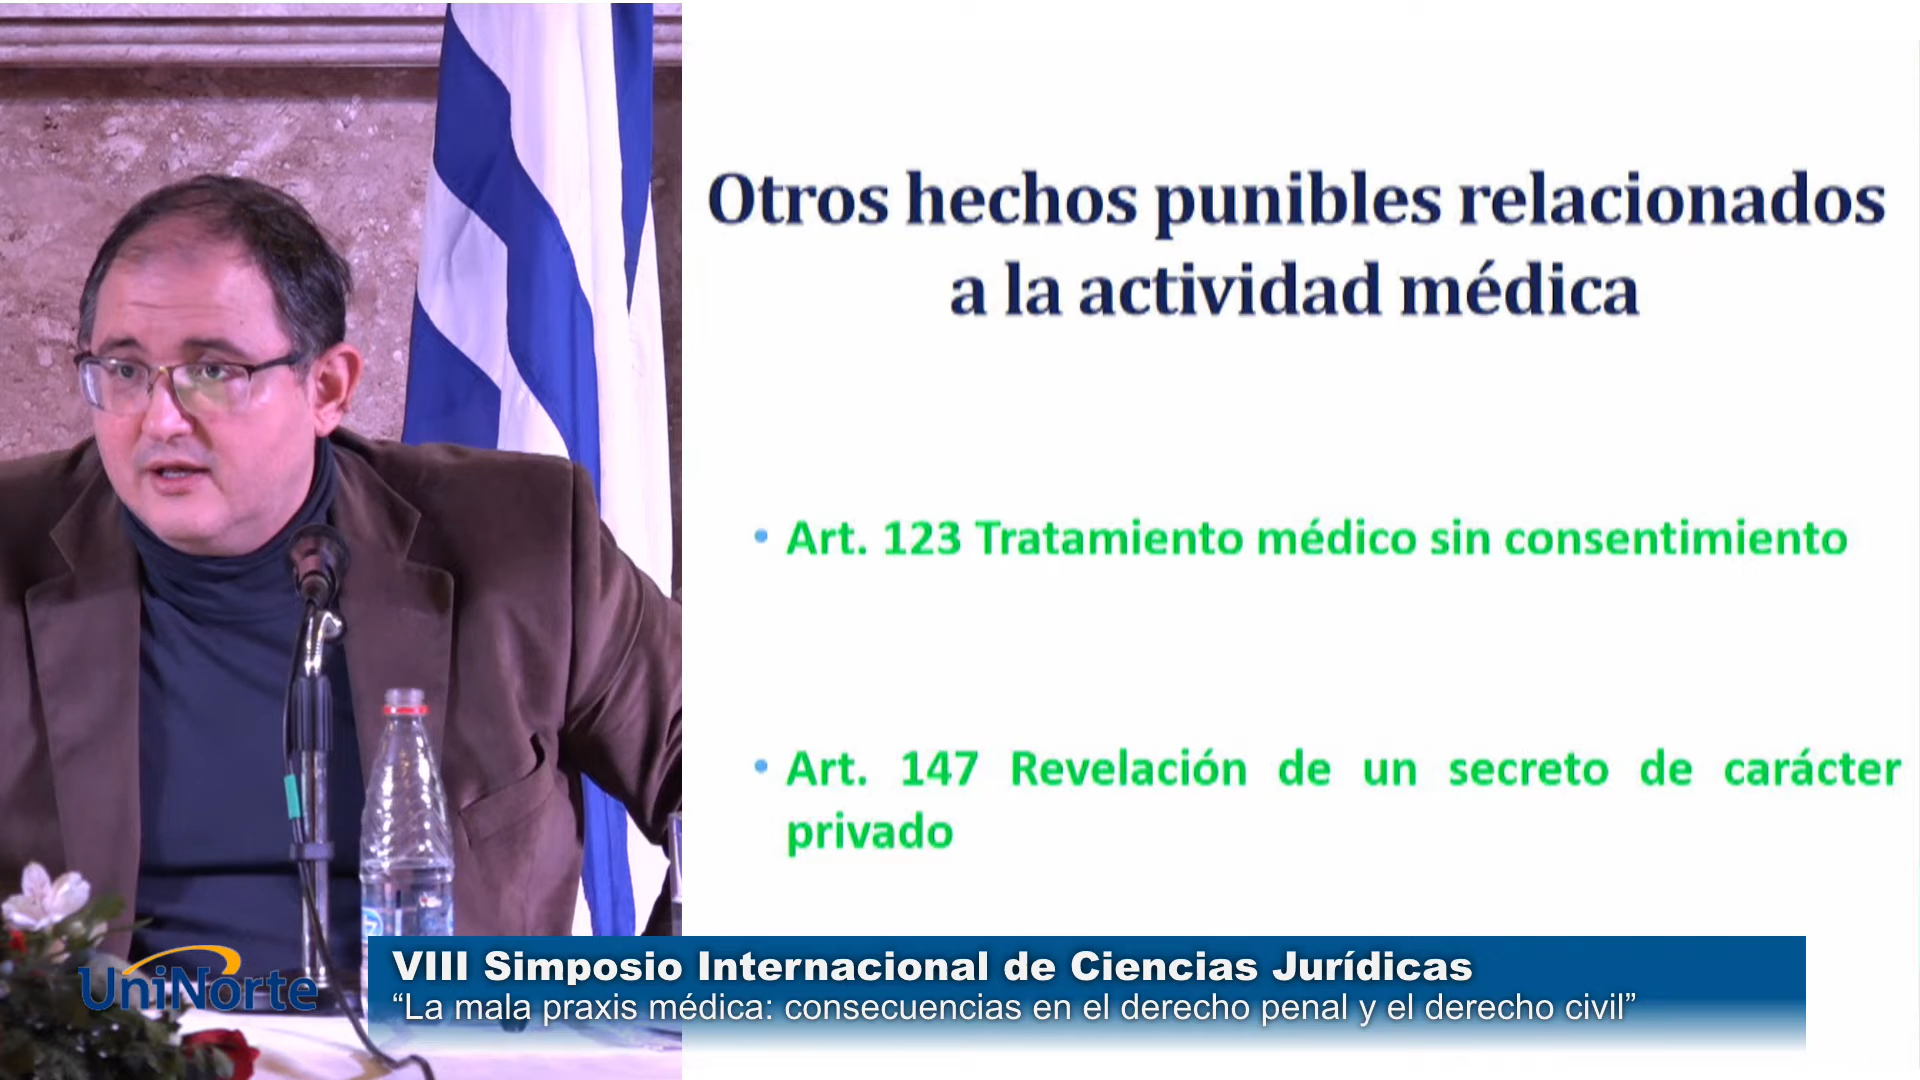 Otros hechos punibles relacionados
a la actividad médica
• Art. 123 Tratamiento médico sin consentimiento
• Art. 147 Revelación de un secreto de carácter
privado
UniNorte
VIII Simposio Internacional de Ciencias Jurídicas
“La mala praxis médica: consecuencias en el derecho penal y el derecho civil”